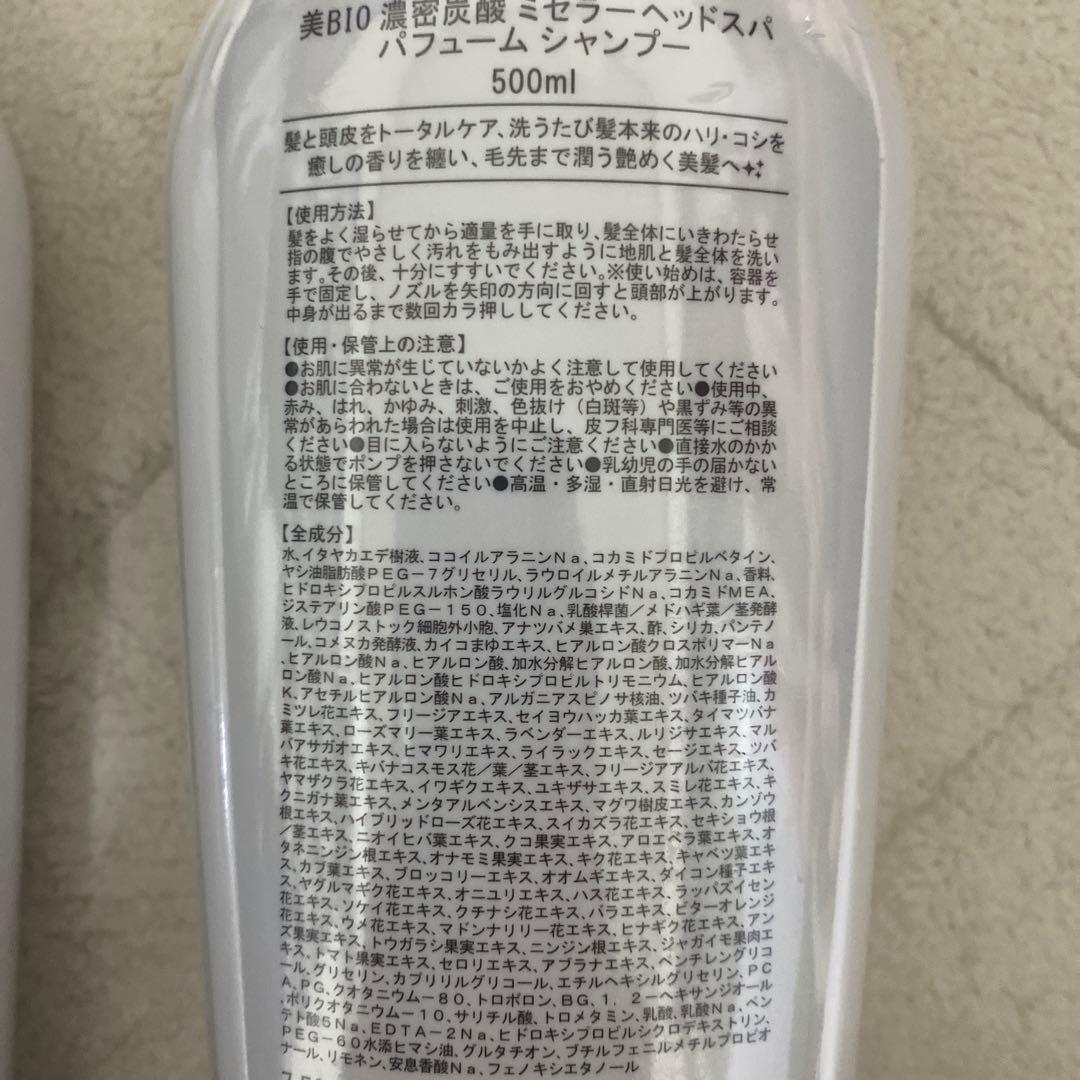 美BIO 濃密炭酸 ミセラーヘッドスパ
パフューム シャンプー
500ml
髪と頭皮をトータルケア、洗うたび髪本来のハリ・コシを
癒しの香りを纏い、毛先まで潤う艶めく美髪へ✨
【使用方法】
髪をよく湿らせてから適量を手に取り、髪全体にいきわたらせ
指の腹でやさしく汚れをもみ出すように地肌と髪全体を洗い
ます。その後、十分にすすいでください。※使い始めは、容器を
手で固定し、ノズルを矢印の方向に回すと頭部が上がります。
中身が出るまで数回カラ押ししてください。
【使用・保管上の注意】
●お肌に異常が生じていないかよく注意して使用してください
●お肌に合わないときは、ご使用をおやめください●使用中、
赤み、はれ、かゆみ、刺激、色抜け（白斑等）や黒ずみ等の異
常があらわれた場合は使用を中止し、皮フ科専門医等にご相談
ください●目に入らないようにご注意ください●直接水のかか
る状態でポンプを押さないでください●乳幼児の手の届かない
ところに保管してください●高温・多湿・直射日光を避け、常
温で保管してください。
【全成分】
水、イタヤカエデ樹液、ココイルアラニンNa、コカミドプロピルベタイン、
ヤシ油脂肪酸PEG-7グリセリル、ラウロイルメチルアラニンNa、香料、
ヒドロキシプロピルスルホン酸ラウリルグルコシドNa、コカミドMEA、
ジステアリン酸PEG-150、塩化Na、乳酸桿菌／メドハギ葉／茎発酵
液、レウコノストック細胞外小胞、アナツバメ巣エキス、酢、シリカ、パンテノ
ール、コメヌカ発酵液、カイコまゆエキス、ヒアルロン酸クロスポリマーNa
、ヒアルロン酸Na、ヒアルロン酸、加水分解ヒアルロン酸、加水分解ヒアル
ロン酸Na、ヒアルロン酸ヒドロキシプロピルトリモニウム、ヒアルロン酸
K、アセチルヒアルロン酸Na、アルガニアスピノサ核油、ツバキ種子油、カ
ミツレ花エキス、フリージアエキス、セイヨウハッカ葉エキス、タイマツバナ
葉エキス、ローズマリー葉エキス、ラベンダーエキス、ルリジサエキス、マル
バアサガオエキス、ヒマワリエキス、ライラックエキス、セージエキス、ツバ
キ花エキス、キバナコスモス花／葉／茎エキス、フリージアアルバ花エキス、
ヤマザクラ花エキス、イワギクエキス、ユキザサエキス、スミレ花エキス、キ
クニガナ葉エキス、メンタアルベンシスエキス、マグワ樹皮エキス、カンゾウ
根エキス、ハイブリッドローズ花エキス、スイカズラ花エキス、セキショウ根
／茎エキス、ニオイヒバ葉エキス、クコ果実エキス、アロエベラ葉エキス、オ
タネニンジン根エキス、オナモミ果実エキス、キク花エキス、キャベツ葉エキ
ス、カブ葉エキス、ブロッコリーエキス、オオムギエキス、ダイコン種子エキ
ス、ヤグルマギク花エキス、オニユリエキス、ハス花エキス、ラッパズイセン
花エキス、ソケイ花エキス、クチナシ花エキス、バラエキス、ビターオレンジ
花エキス、ウメ花エキス、マドンナリリー花エキス、ヒナギク花エキス、アン
ズ果実エキス、トウガラシ果実エキス、ニンジン根エキス、ジャガイモ果肉エ
キス、トマト果実エキス、セロリエキス、アブラナエキス、ペンチレングリコ
ール、グリセリン、カプリリルグリコール、エチルヘキシルグリセリン、PC
A、PG、クオタニウム-80、トロポロン、BG、1，2-ヘキサンジオール
、ポリクオタニウム-10、サリチル酸、トロメタミン、乳酸、乳酸Na、ペン
テト酸5Na、EDTA-2Na、ヒドロキシプロピルシクロデキストリン、
PEG-60水添ヒマシ油、グルタチオン、ブチルフェニルメチルプロピオ
ナール、リモネン、安息香酸Na、フェノキシエタノール